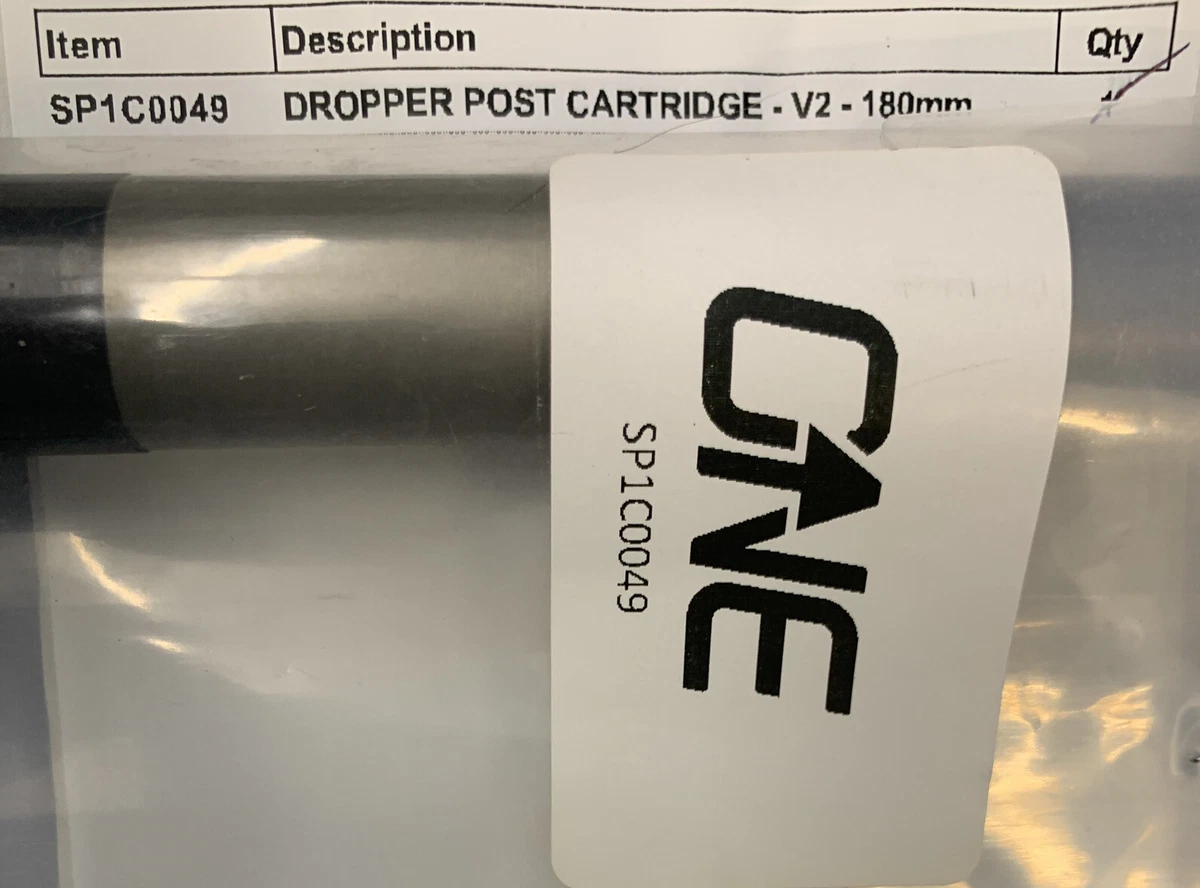 Item Description Qty
SP1C0049 DROPPER POST CARTRIDGE - V2 - 180mm
ONE
SP1C0049